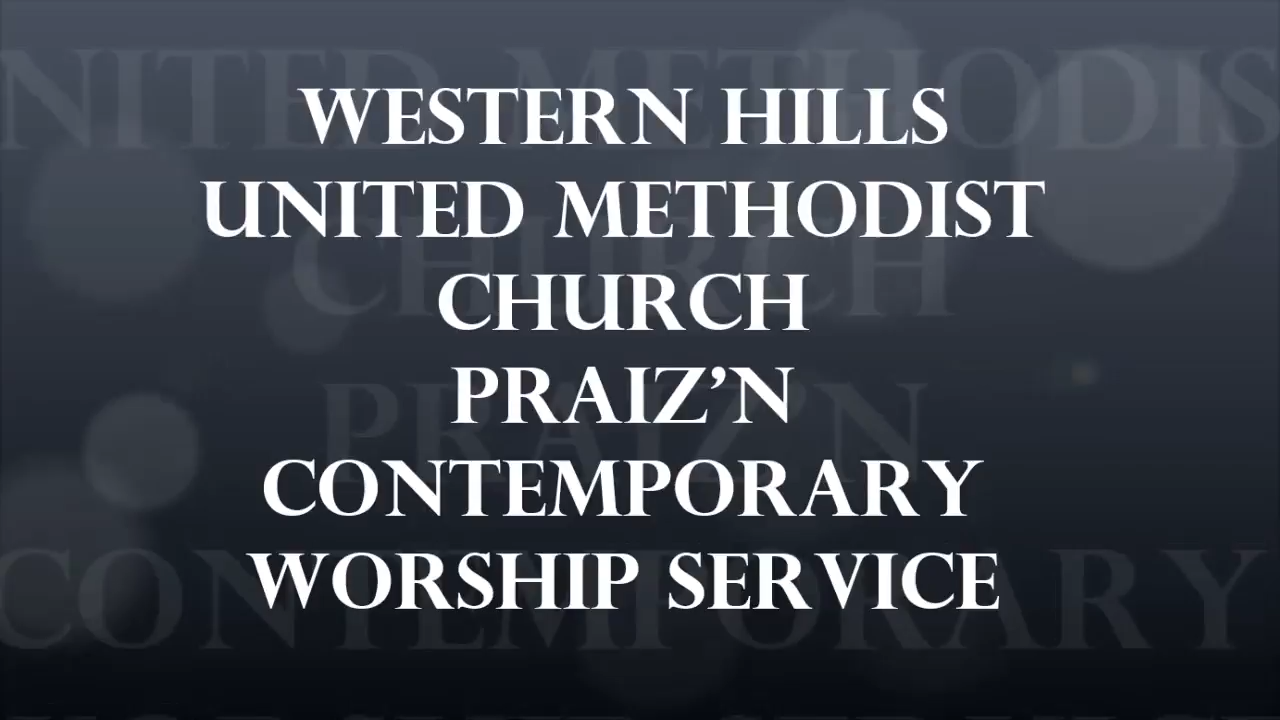 WESTERN HILLS
UNITED METHODIST
CHURCH
PRAIZ'N
CONTEMPORARY
WORSHIP SERVICE